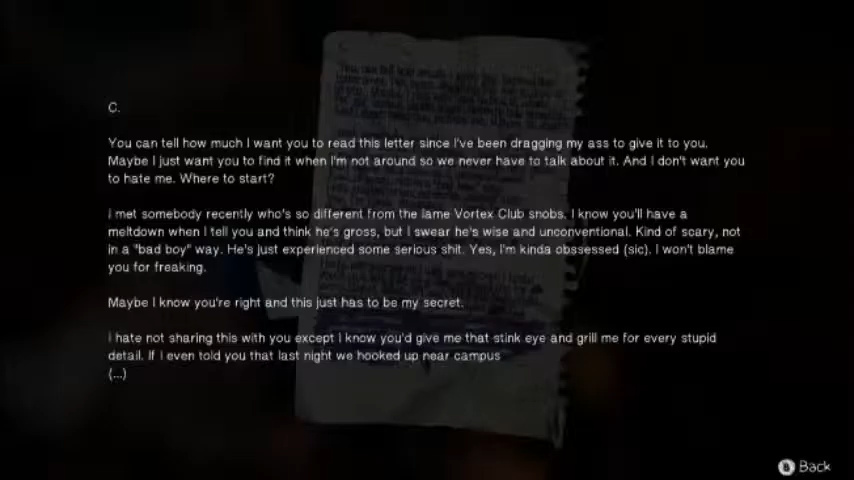 C.
You can tell how much I want you to read this letter since I've been dragging my ass to give it to you.
Maybe I just want you to find it when I'm not around so we never have to talk about it. And I don't want you
to hate me. Where to start?
I met somebody recently who's so different from the lame Vortex Club snobs. I know you'll have a
meltdown when I tell you and think he's gross, but I swear he's wise and unconventional. Kind of scary, not
in a "bad boy" way. He's just experienced some serious shit. Yes, I'm kinda obssessed (sic). I won't blame
you for freaking.
Maybe I know you're right and this just has to be my secret.
I hate not sharing this with you except I know you'd give me that stink eye and grill me for every stupid
detail. If I even told you that last night we hooked up near campus
(...)
B Back